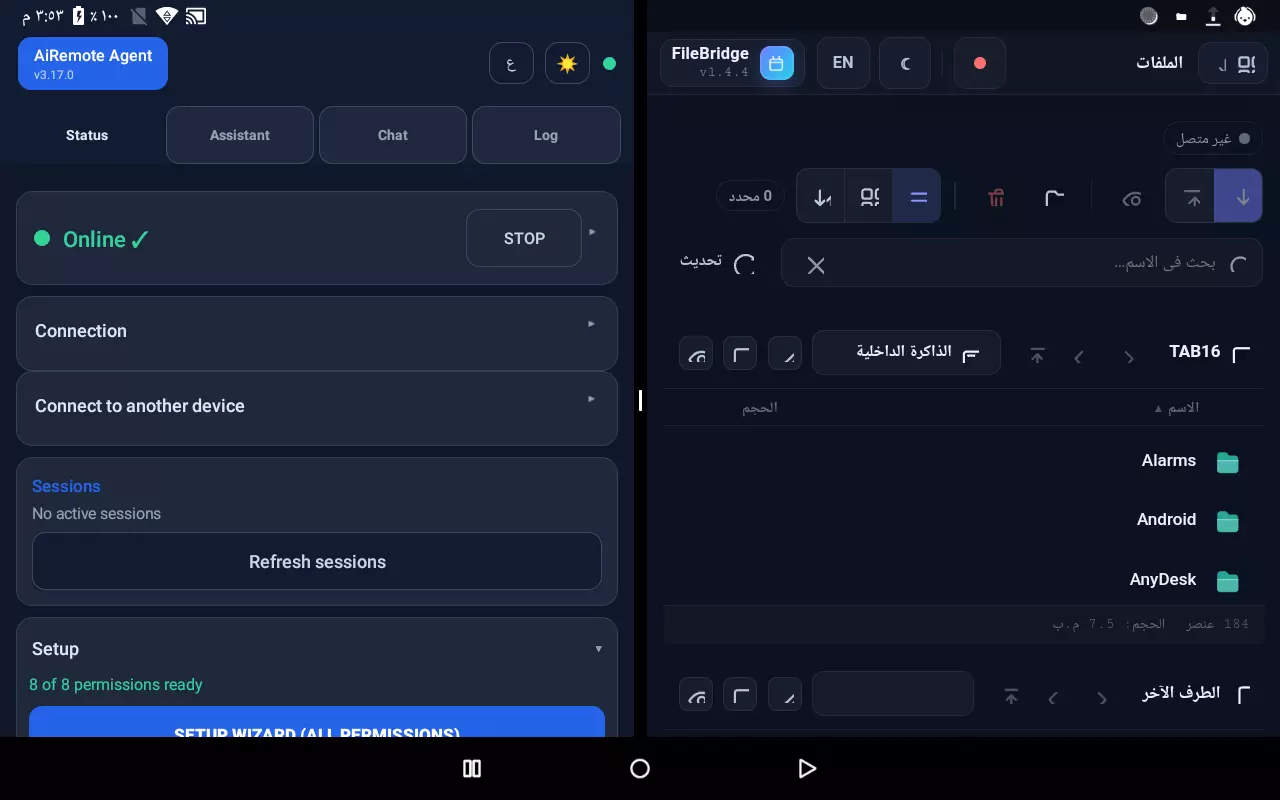 ٣:٥٣ م
١٠٠ ٪
AiRemote Agent
v3.17.0
ع
Status
Assistant
Chat
Log
Online ✓
STOP
Connection
Connect to another device
Sessions
No active sessions
Refresh sessions
Setup
8 of 8 permissions ready
SETUP WIZARD (ALL PERMISSIONS)
الملفات
EN
FileBridge
v1.4.4
غير متصل
0 محدد
بحث في الاسم...
تحديث
TAB16
الذاكرة الداخلية
الاسم ▲
الحجم
Alarms
Android
AnyDesk
184 عنصر
الحجم: 7.5 م.ب
الطرف الآخر